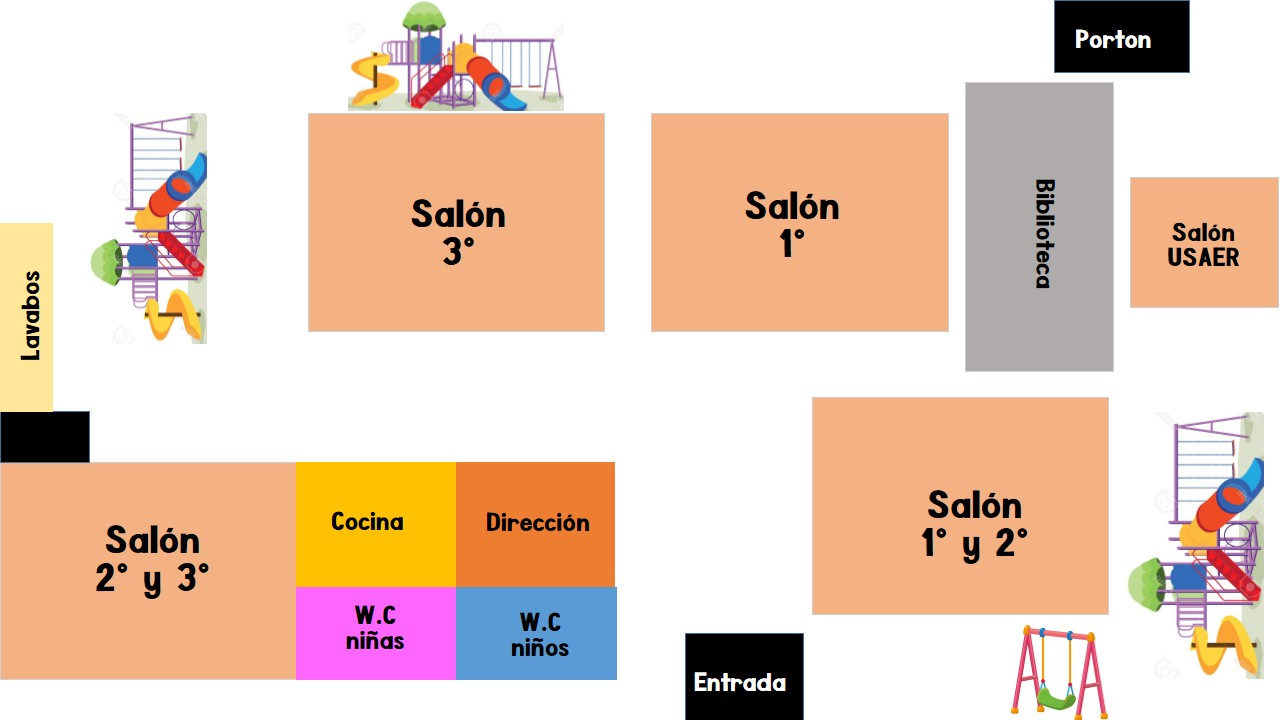 Porton
Salón
3°
Salón
1°
Biblioteca
Salón
USAER
Lavabos
Salón
2° y 3°
Cocina
Dirección
Salón
1° y 2°
W.C
niñas
W.C
niños
Entrada